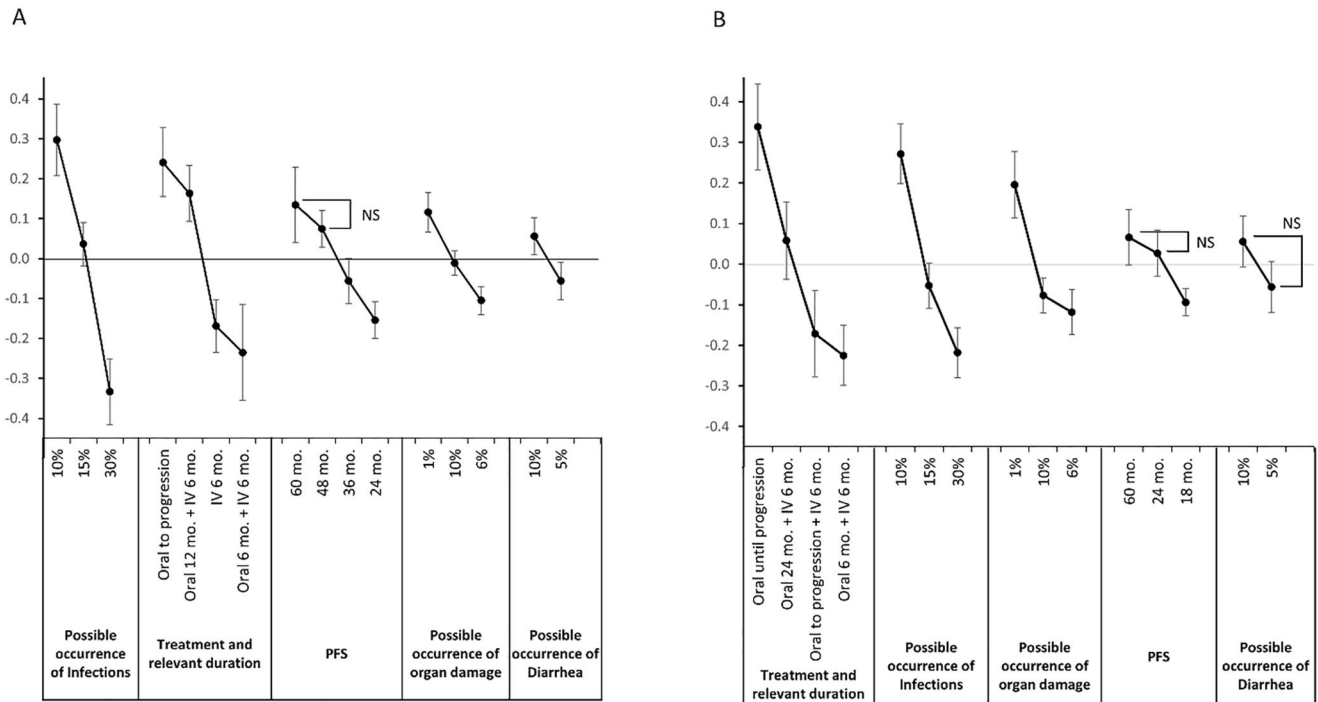 A
0.4
0.3
0.2
0.1
0.0
-0.1
-0.2
-0.3
-0.4
NS
10%
15%
30%
Oral to progression
Oral 12 mo. + IV 6 mo.
IV 6 mo.
Oral 6 mo. + IV 6 mo.
60 mo.
48 mo.
36 mo.
24 mo.
1%
10%
6%
10%
5%
Possible
occurrence
of Infections
Treatment and
relevant duration
PFS
Possible
occurrence of
organ damage
Possible
occurrence of
Diarrhea
B
0.4
0.3
0.2
0.1
0.0
-0.1
-0.2
-0.3
-0.4
NS
NS
Oral until progression
Oral 24 mo. + IV 6 mo.
Oral to progression + IV 6 mo.
Oral 6 mo. + IV 6 mo.
10%
15%
30%
1%
10%
6%
60 mo.
24 mo.
18 mo.
10%
5%
Treatment and
relevant duration
Possible
occurrence of
Infections
Possible
occurrence of
organ damage
PFS
Possible
occurrence of
Diarrhea